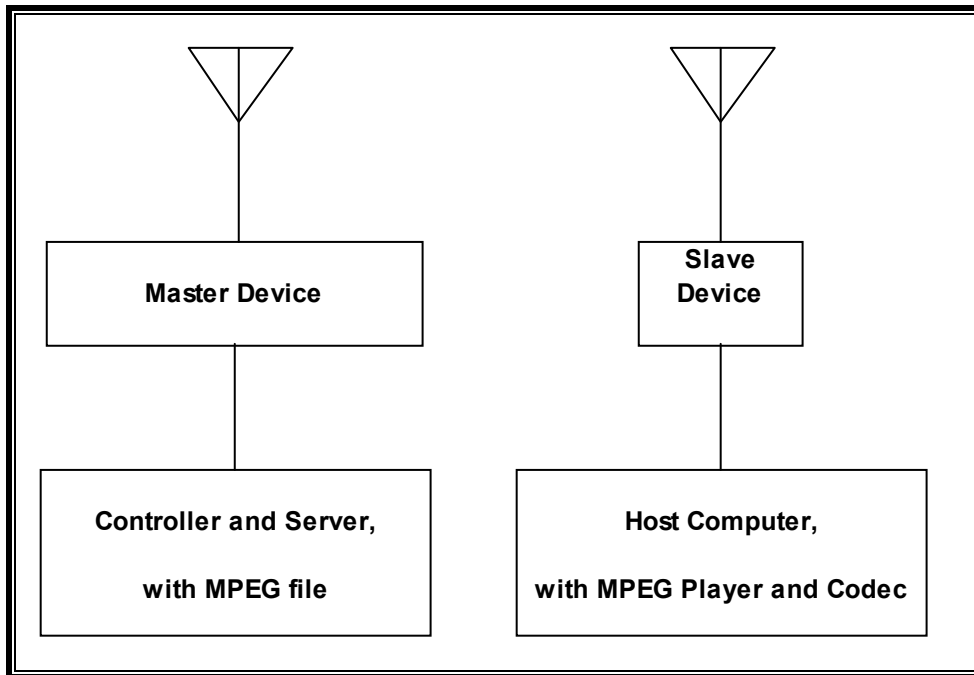 Master Device
Slave
Device
Controller and Server,
with MPEG file
Host Computer,
with MPEG Player and Codec